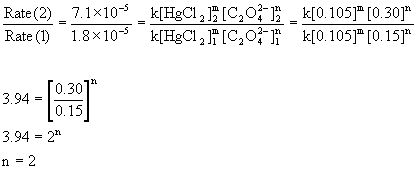 Rate(2)/Rate(1) = 7.1×10⁻⁵/1.8×10⁻⁵ = k[HgCl₂]₂ᵐ[C₂O₄²⁻]₂ⁿ/k[HgCl₂]₁ᵐ[C₂O₄²⁻]₁ⁿ = k[0.105]ᵐ[0.30]ⁿ/k[0.105]ᵐ[0.15]ⁿ
3.94 = [0.30/0.15]ⁿ
3.94 = 2ⁿ
n = 2